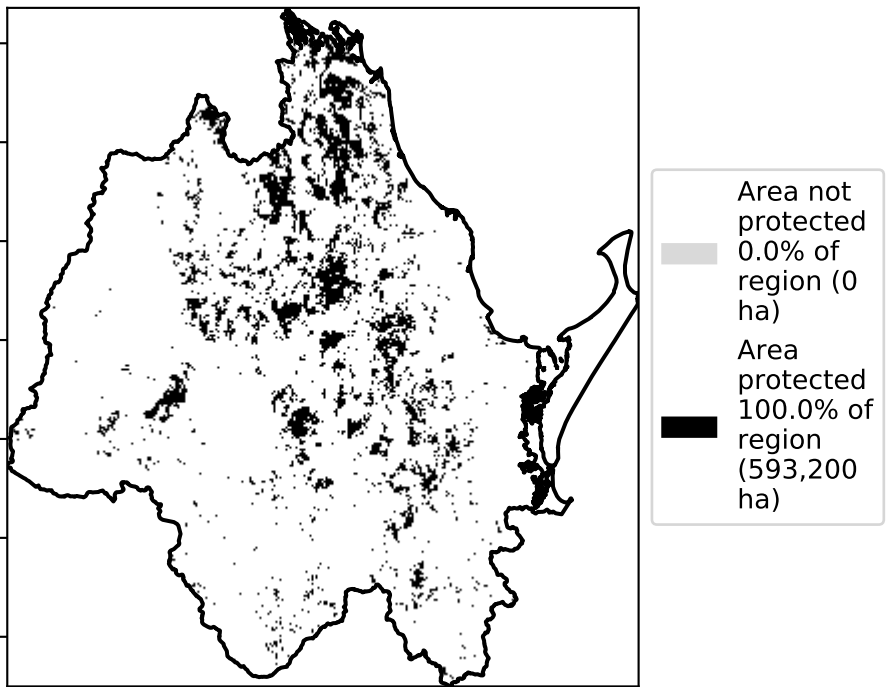 Area not
protected
0.0% of
region (0
ha)
Area
protected
100.0% of
region
(593,200
ha)